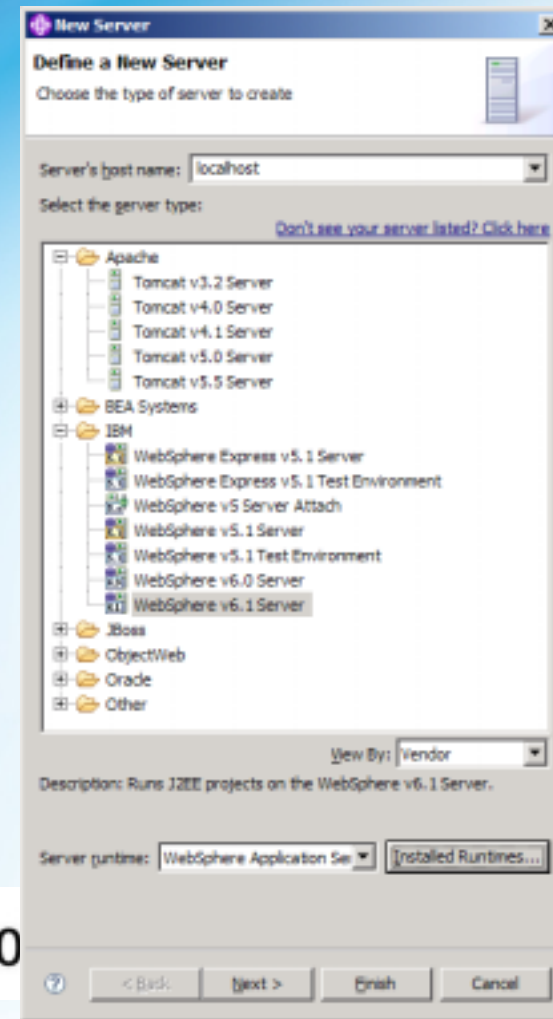 New Server
Define a New Server
Choose the type of server to create
Server's host name: localhost
Select the server type:
Don't see your server listed? Click here
Apache
Tomcat v3.2 Server
Tomcat v4.0 Server
Tomcat v4.1 Server
Tomcat v5.0 Server
Tomcat v5.5 Server
BEA Systems
IBM
WebSphere Express v5.1 Server
WebSphere Express v5.1 Test Environment
WebSphere v5 Server Attach
WebSphere v5.1 Server
WebSphere v5.1 Test Environment
WebSphere v6.0 Server
WebSphere v6.1 Server
JBoss
ObjectWeb
Oracle
Other
View By: Vendor
Description: Runs J2EE projects on the WebSphere v6.1 Server.
Server runtime: WebSphere Application Ser Installed Runtimes...
0
< Back Next > Finish Cancel